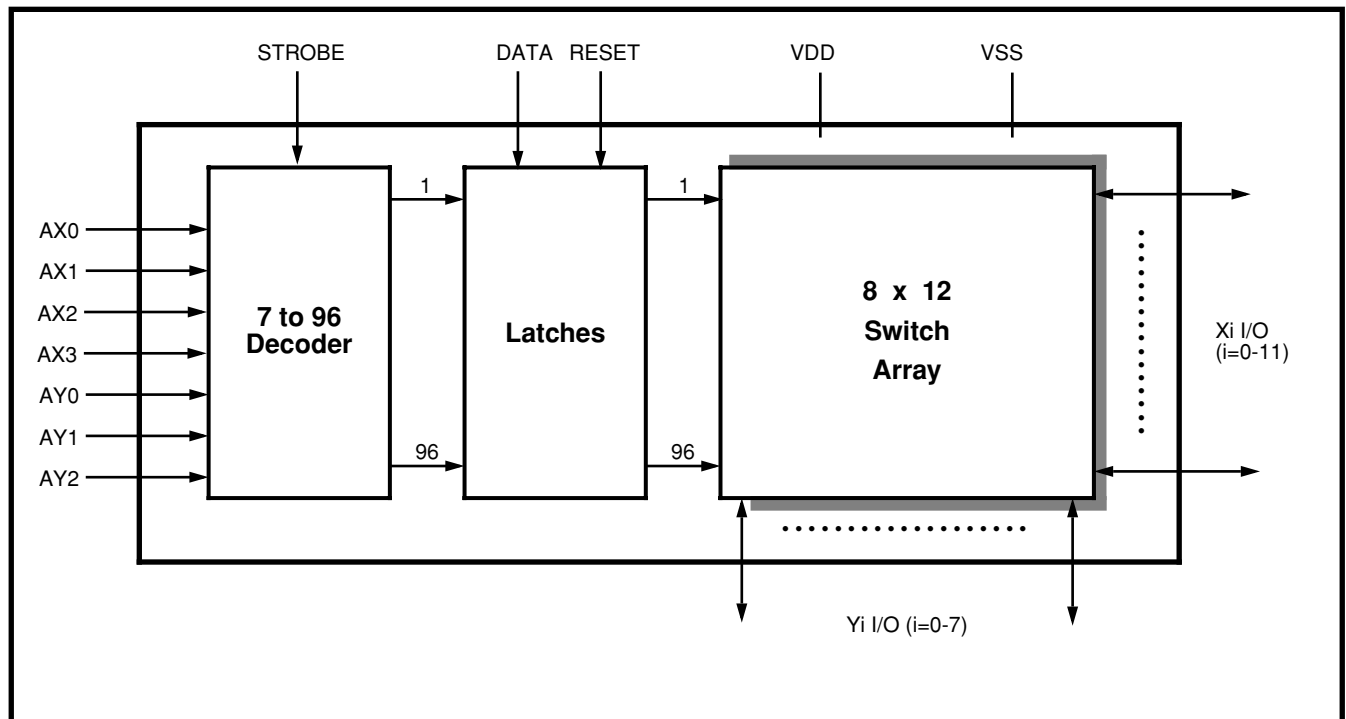 STROBE
DATA RESET
VDD
VSS
AX0
AX1
AX2
AX3
AY0
AY1
AY2
7 to 96
Decoder
1
96
Latches
1
96
8 x 12
Switch
Array
Xi I/O
(i=0-11)
Yi I/O (i=0-7)